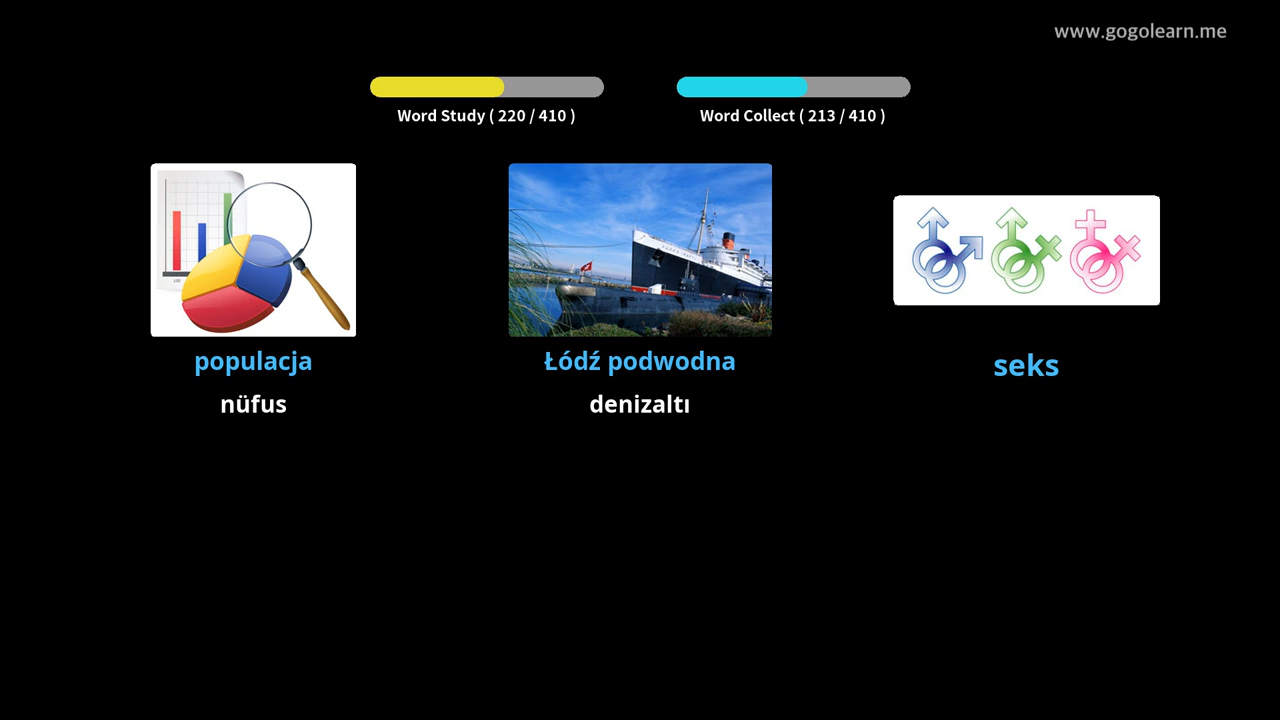 www.gogolearn.me
Word Study ( 220 / 410 )
Word Collect ( 213 / 410 )
populacja
Łódź podwodna
seks
nüfus
denizaltı